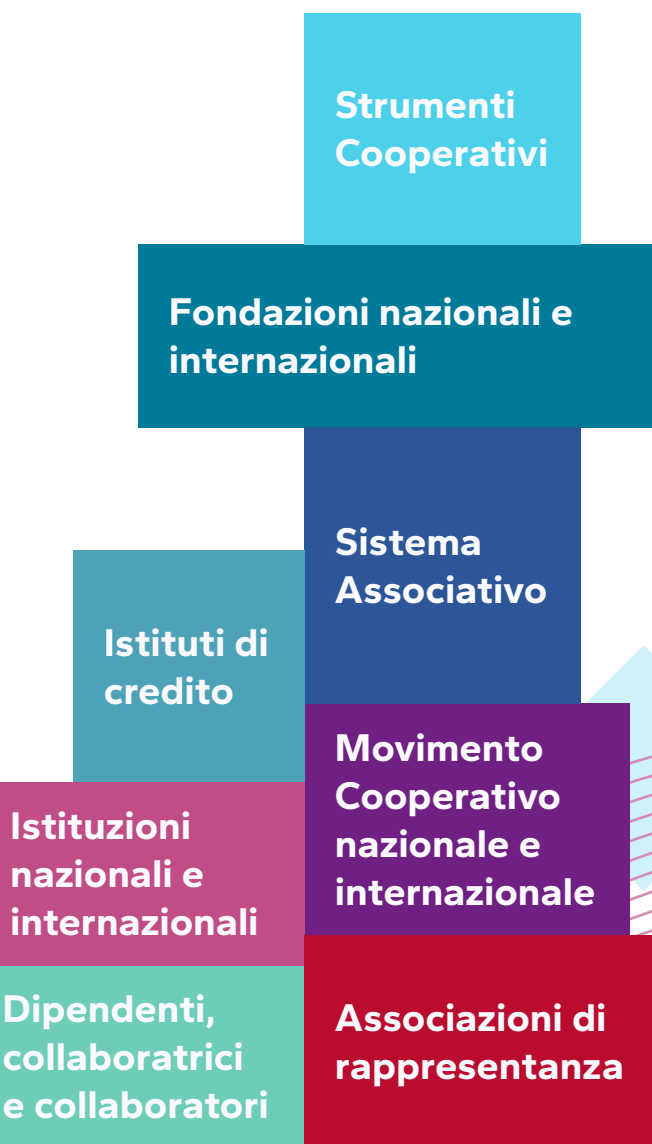 Strumenti
Cooperativi
Fondazioni nazionali e
internazionali
Sistema
Associativo
Istituti di
credito
Movimento
Cooperativo
nazionale e
internazionale
Istituzioni
nazionali e
internazionali
Dipendenti,
collaboratrici
e collaboratori
Associazioni di
rappresentanza